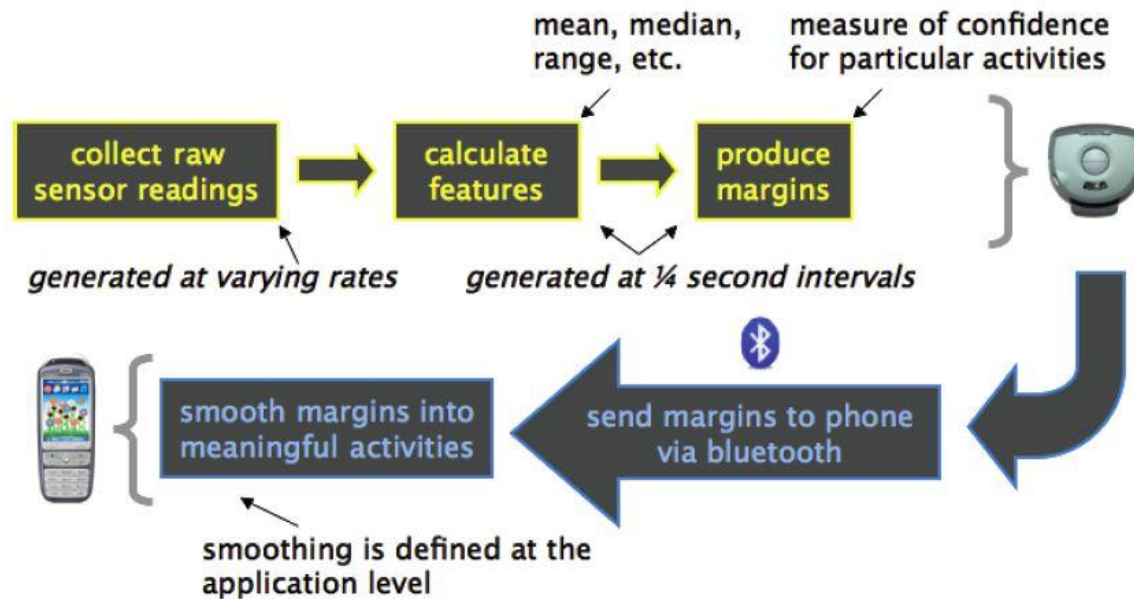 mean, median,
range, etc.
measure of confidence
for particular activities
collect raw
sensor readings
calculate
features
produce
margins
generated at varying rates
generated at ¼ second intervals
smooth margins into
meaningful activities
send margins to phone
via bluetooth
smoothing is defined at the
application level